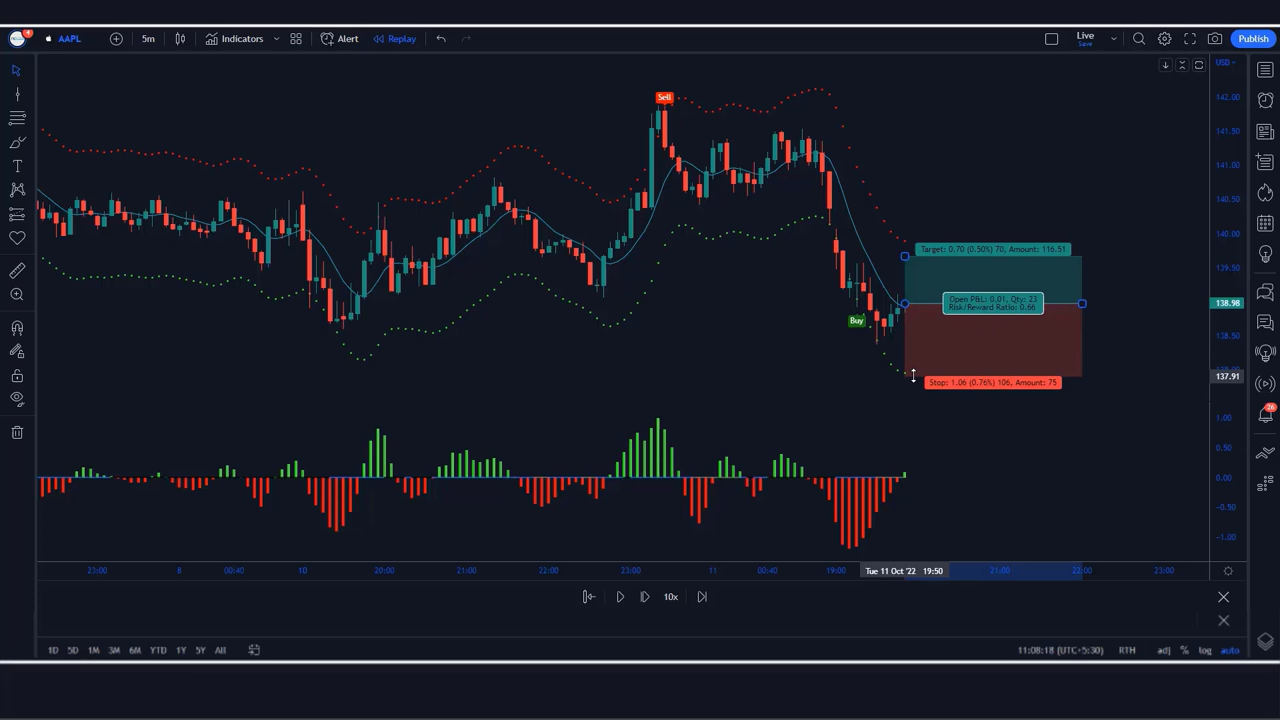 4
AAPL
5m
Indicators
Alert
Replay
Live
Save
Publish
USD
142.00
141.50
141.00
140.50
140.00
139.50
138.98
138.50
137.91
Sell
Buy
Target: 0.70 (0.50%) 70, Amount: 116.51
Open P&L: 0.01, Qty: 23
Risk/Reward Ratio: 0.66
Stop: 1.06 (0.76%) 106, Amount: 75
1.00
0.50
0.00
−0.50
−1.00
26
23:00 8 00:40 10 20:00 21:00 22:00 23:00 11 00:40 19:00 Tue 11 Oct '22 19:50 21:00 22:00 23:00
10x
1D 5D 1M 3M 6M YTD 1Y 5Y All
11:08:18 (UTC+5:30) RTH adj % log auto